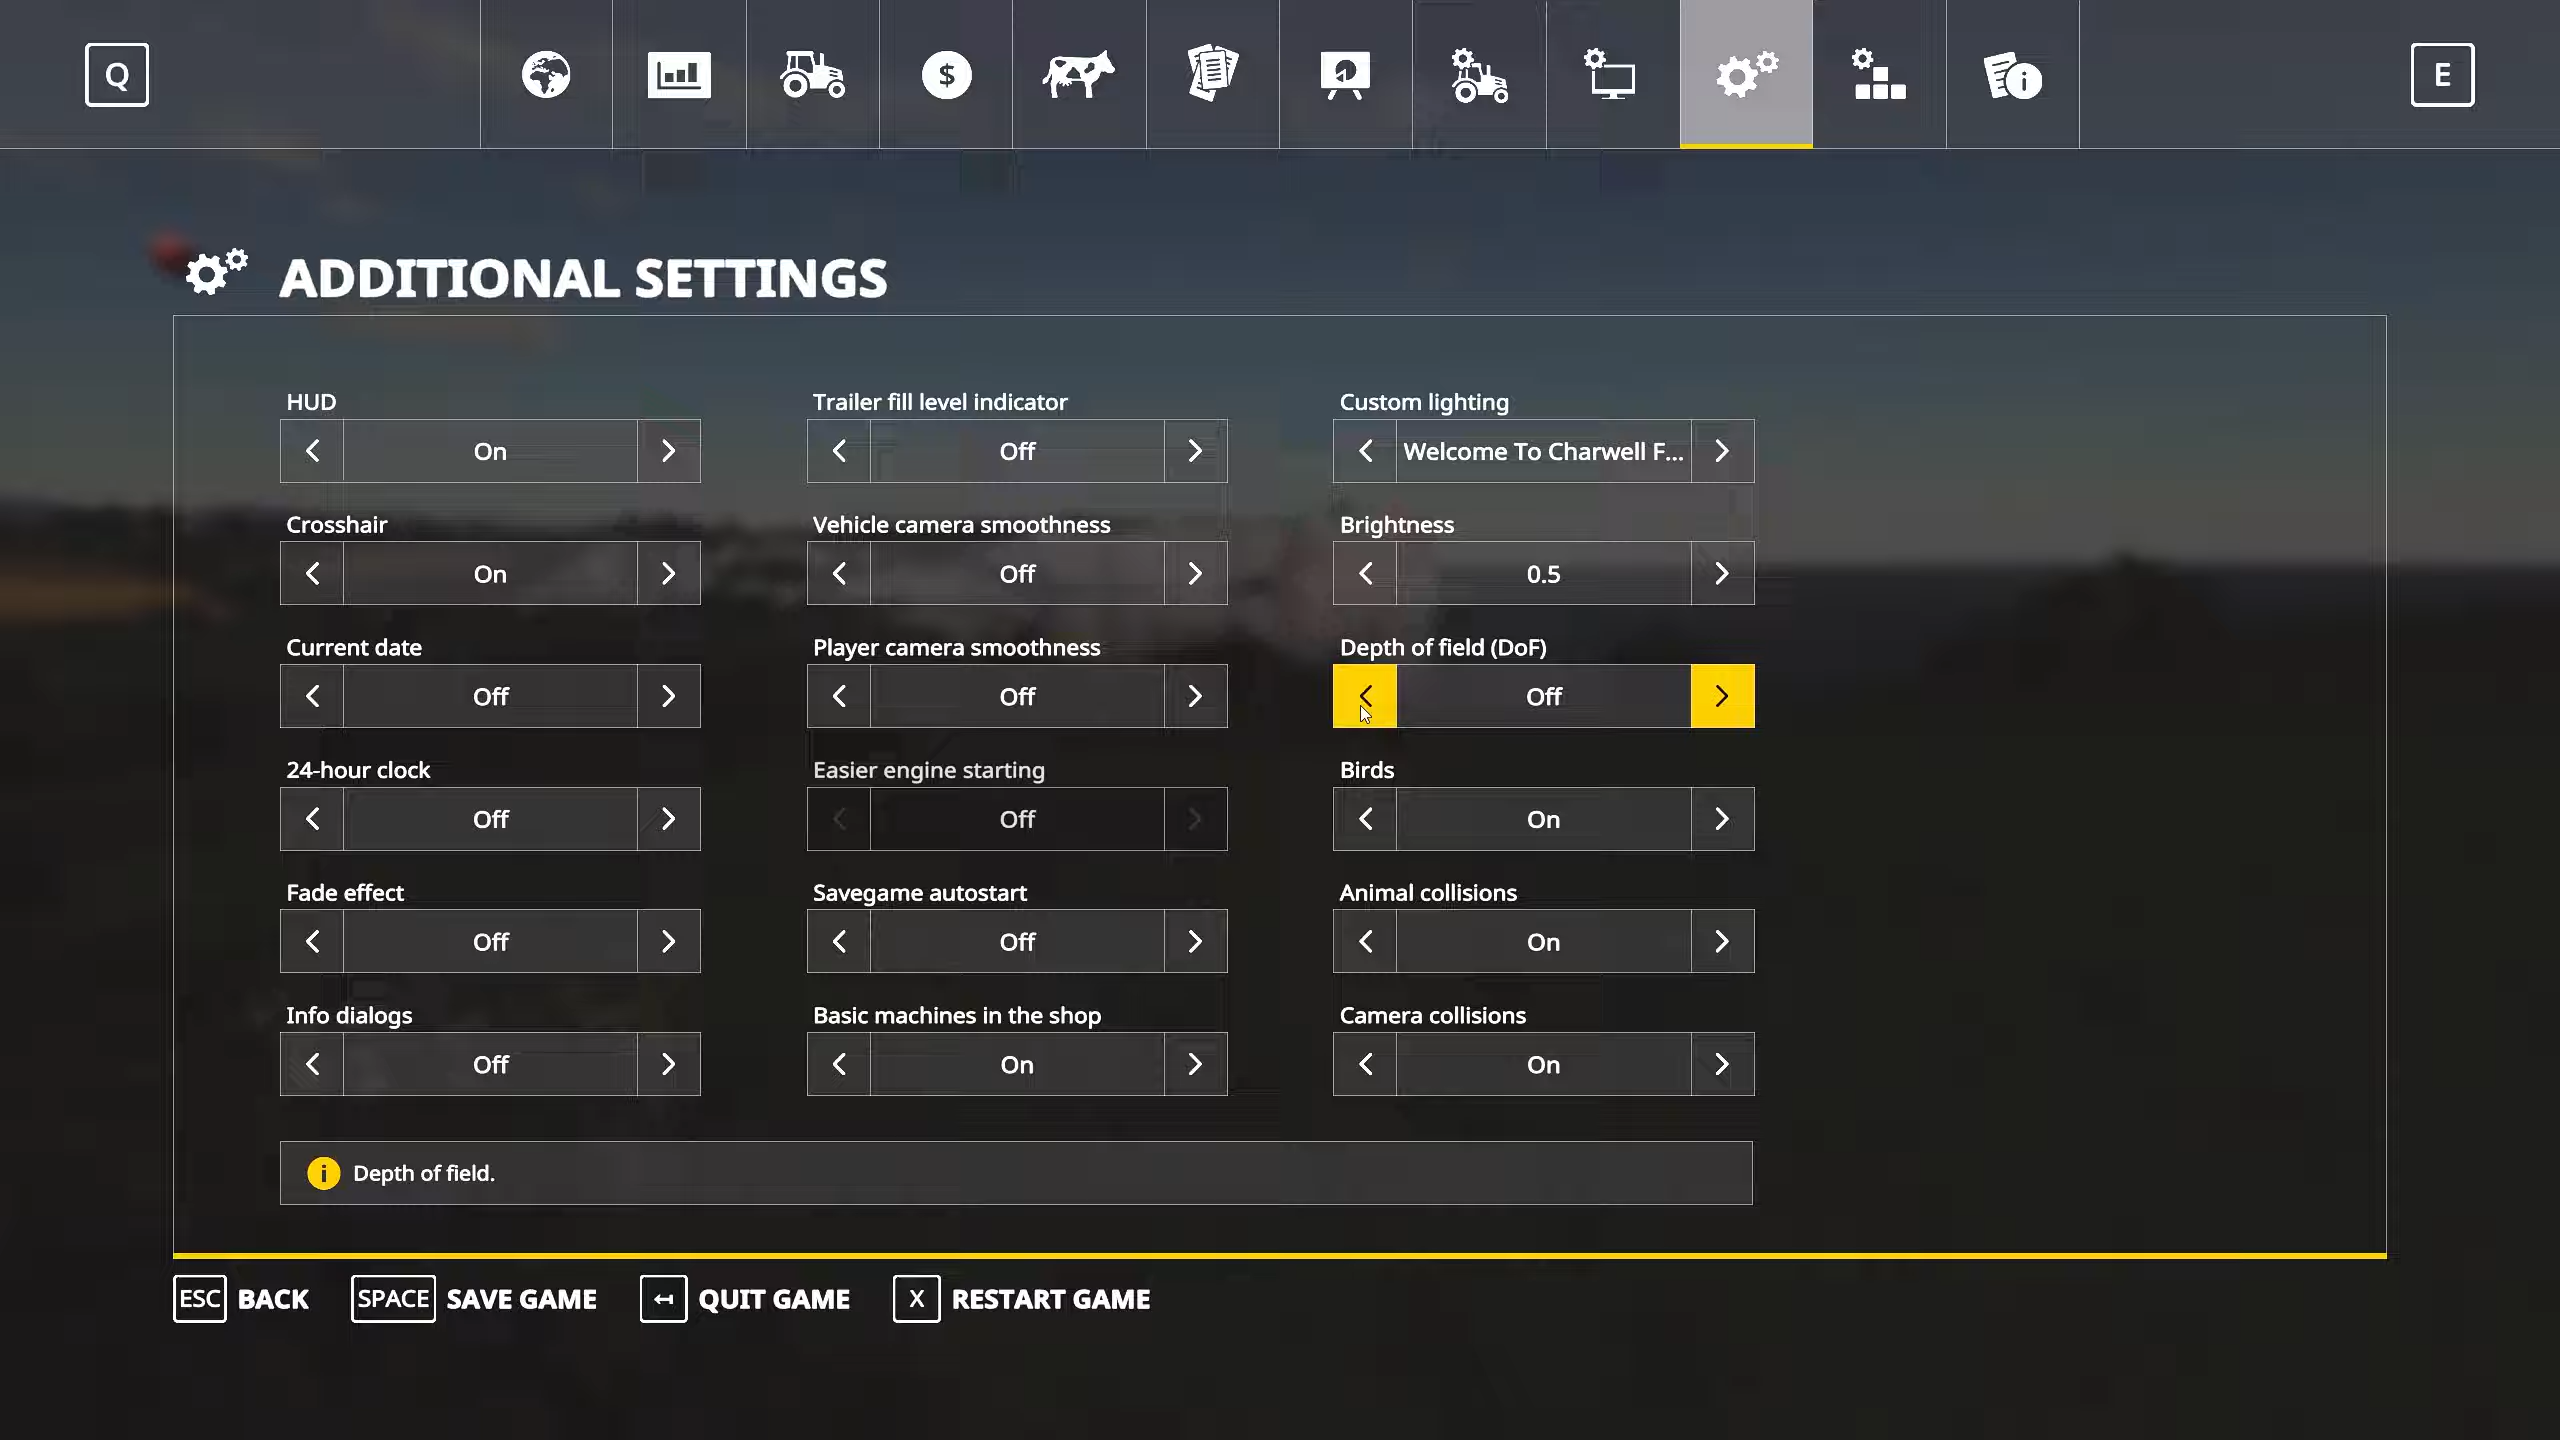 Q
$
E
ADDITIONAL SETTINGS
HUD
On
Crosshair
On
Current date
Off
24-hour clock
Off
Fade effect
Off
Info dialogs
Off
Trailer fill level indicator
Off
Vehicle camera smoothness
Off
Player camera smoothness
Off
Easier engine starting
Off
Savegame autostart
Off
Basic machines in the shop
On
Custom lighting
Welcome To Charwell F...
Brightness
0.5
Depth of field (DoF)
Off
Birds
On
Animal collisions
On
Camera collisions
On
Depth of field.
ESC BACK SPACE SAVE GAME QUIT GAME X RESTART GAME